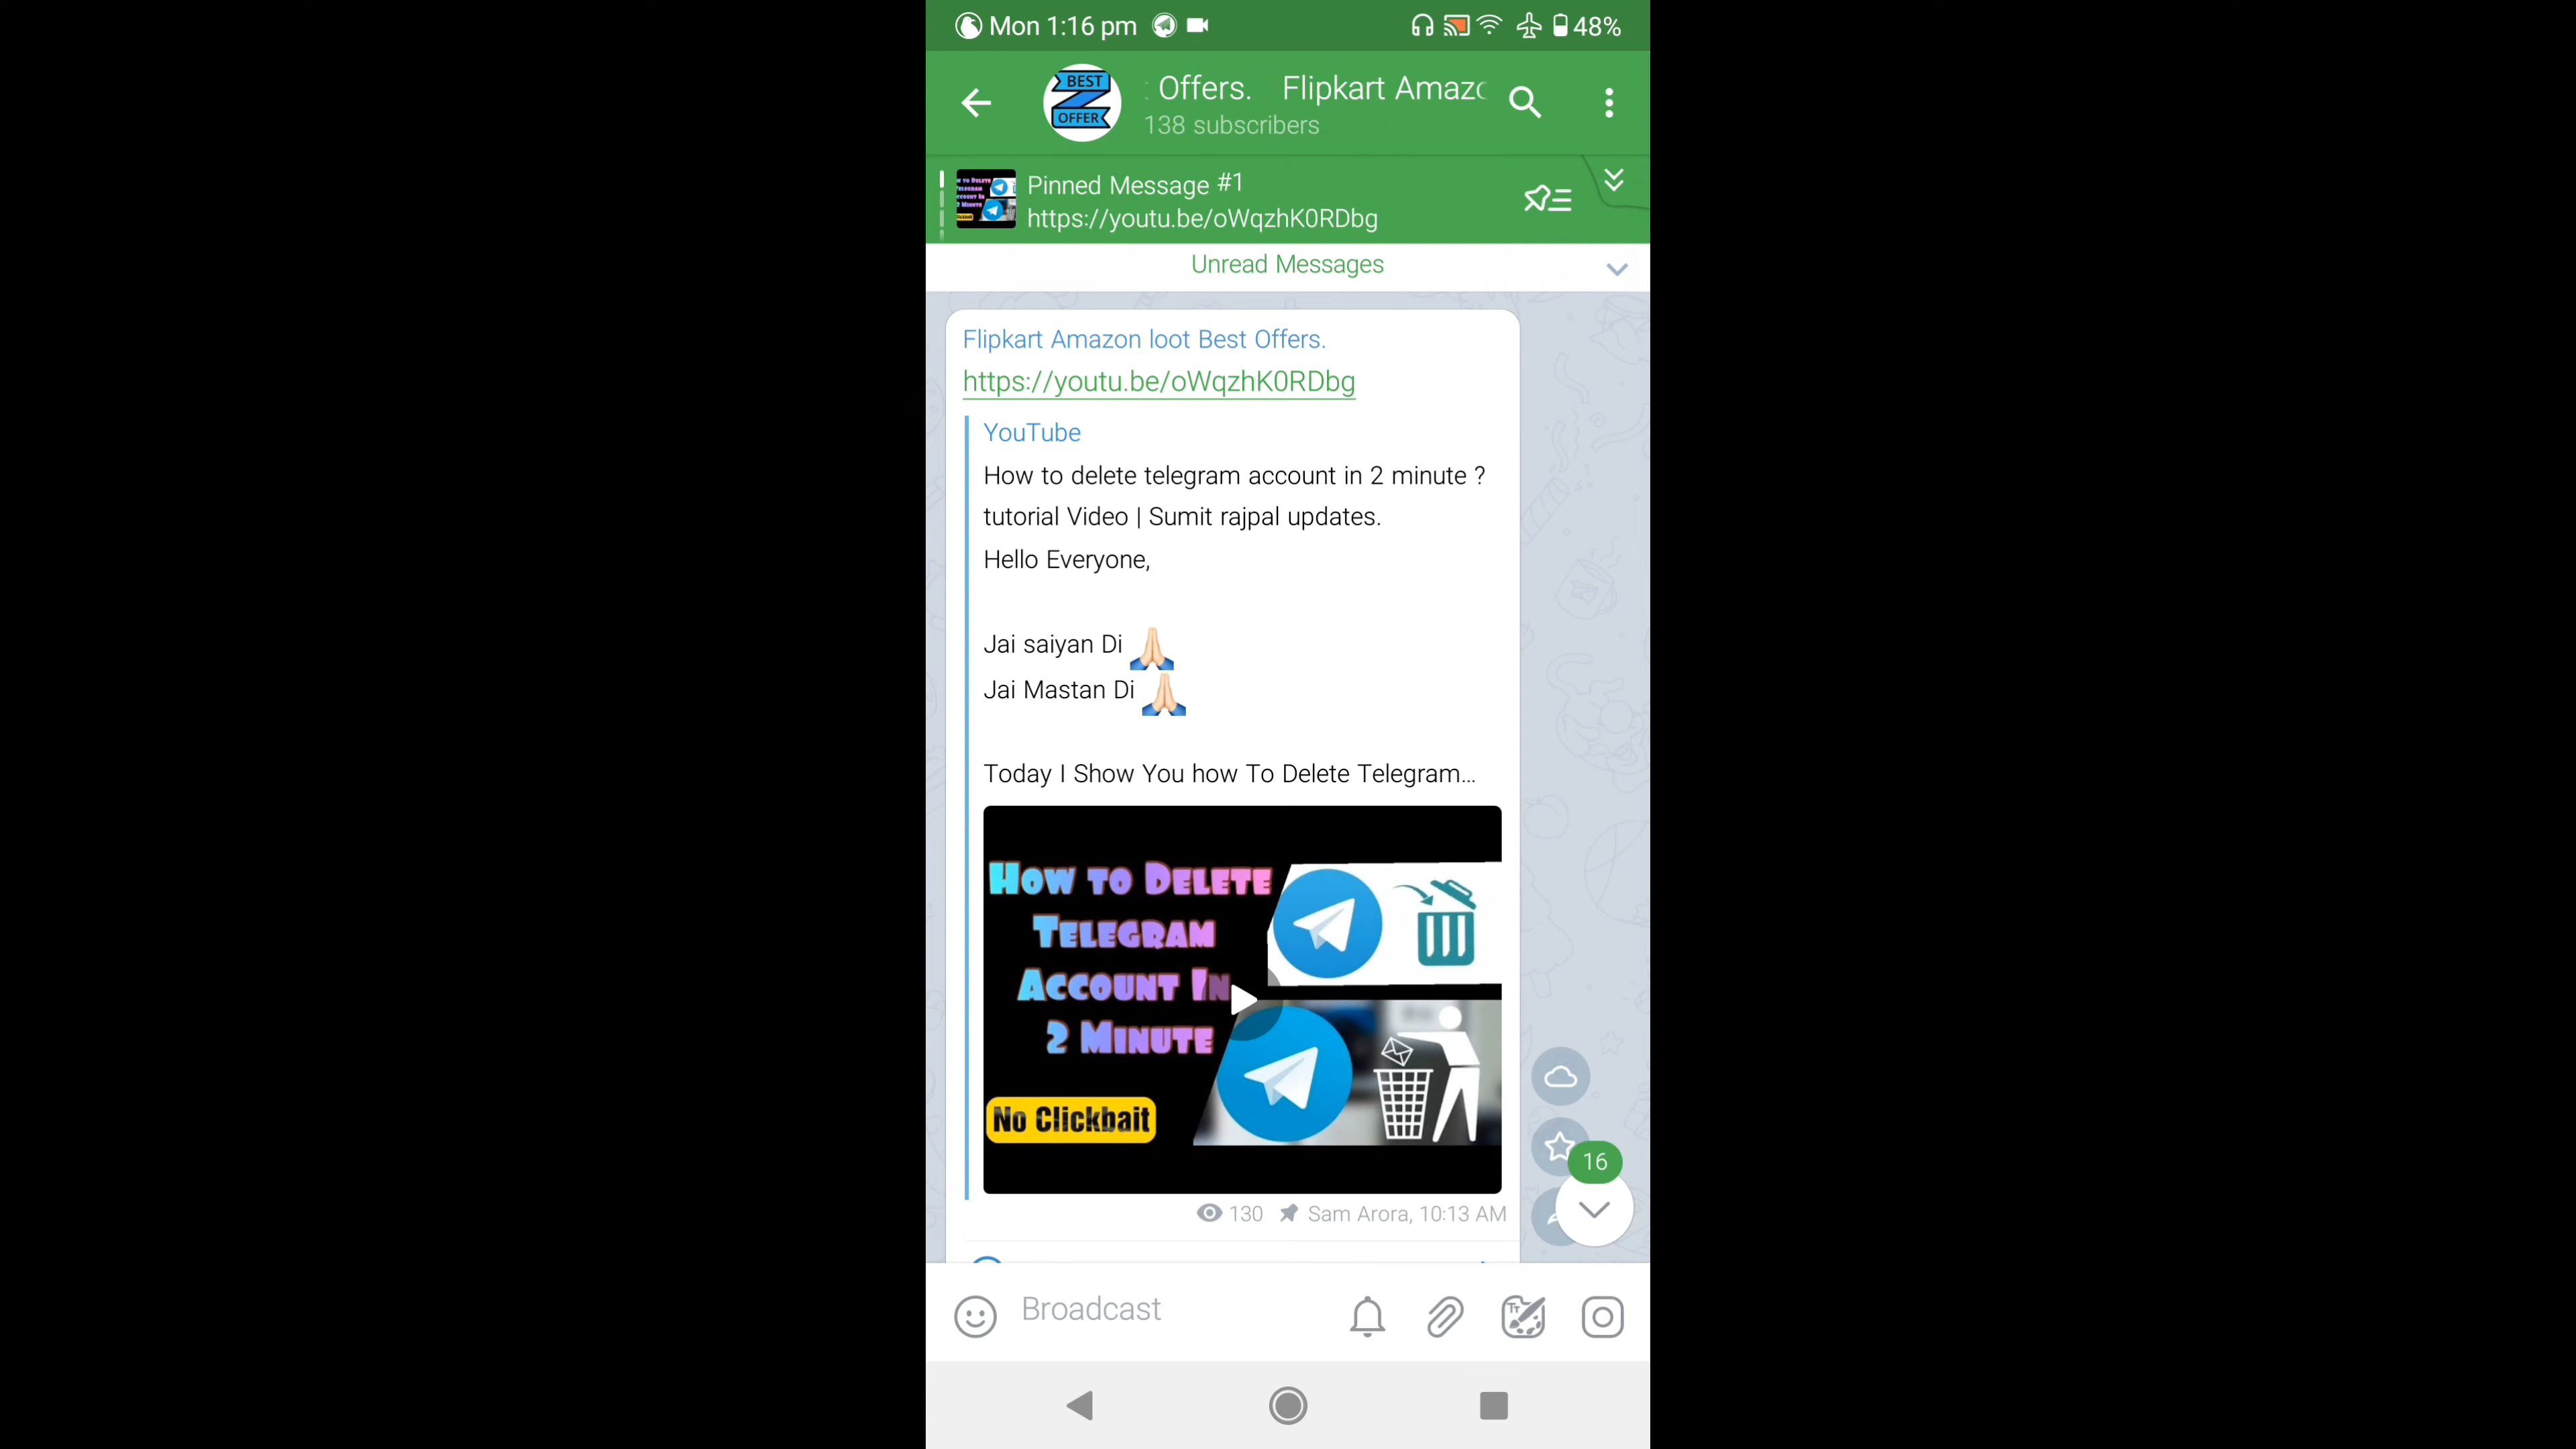 Mon 1:16 pm
48%
BEST
OFFER
: Offers. Flipkart Amazo
138 subscribers
Pinned Message #1
https://youtu.be/oWqzhK0RDbg
Unread Messages
Flipkart Amazon loot Best Offers.
https://youtu.be/oWqzhK0RDbg
YouTube
How to delete telegram account in 2 minute ?
tutorial Video | Sumit rajpal updates.
Hello Everyone,
Jai saiyan Di 🙏🏻
Jai Mastan Di 🙏🏻
Today I Show You how To Delete Telegram...
How to Delete
Telegram
Account In
2 Minute
No Clickbait
130 Sam Arora, 10:13 AM
16
Broadcast